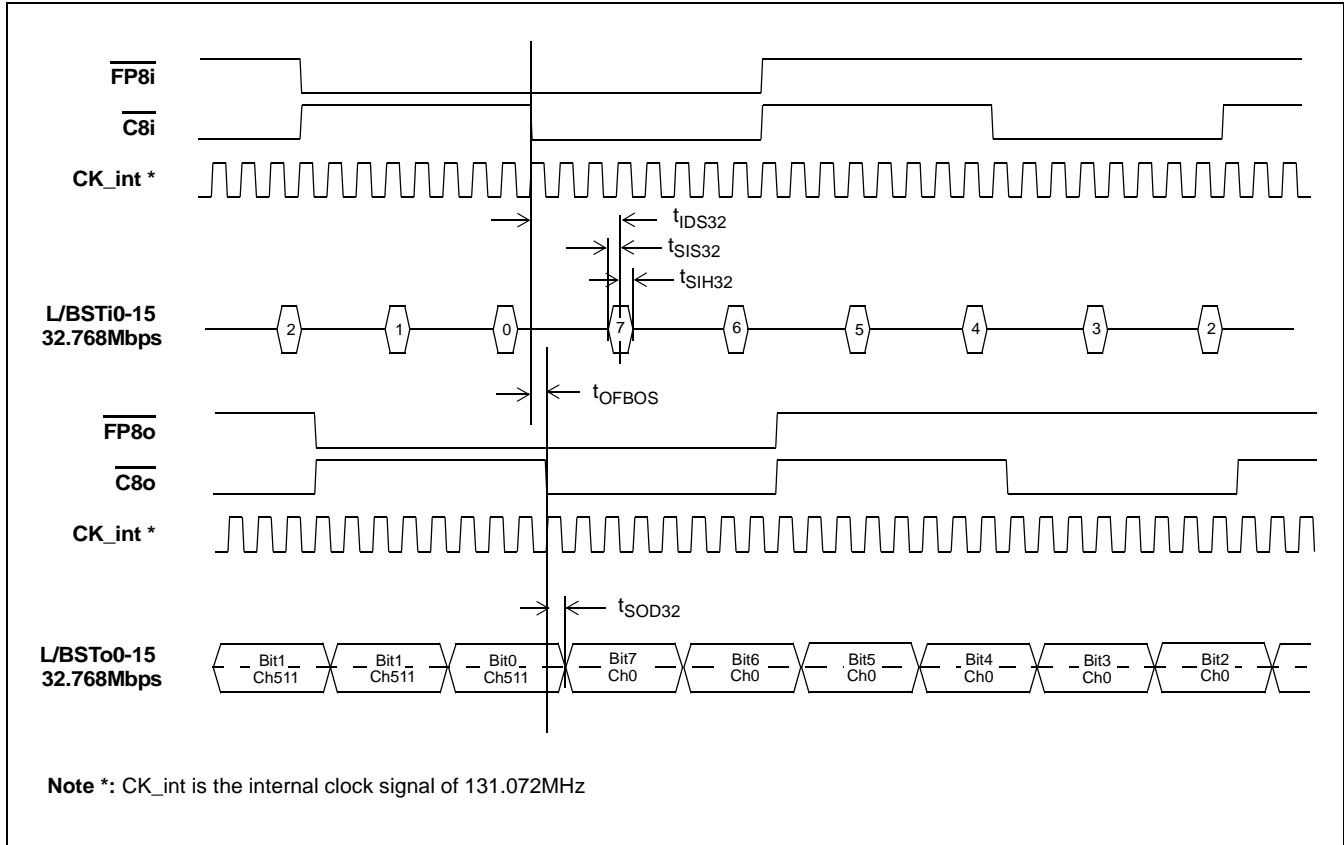 FP8i
C8i
CK_int *
tIDS32
tSIS32
tSIH32
L/BSTi0-15
32.768Mbps
2 1 0 7 6 5 4 3 2
tOFBOS
FP8o
C8o
CK_int *
tSOD32
L/BSTo0-15
32.768Mbps
Bit1 Bit1 Bit0 Bit7 Bit6 Bit5 Bit4 Bit3 Bit2
Ch511 Ch511 Ch511 Ch0 Ch0 Ch0 Ch0 Ch0 Ch0
Note *: CK_int is the internal clock signal of 131.072MHz